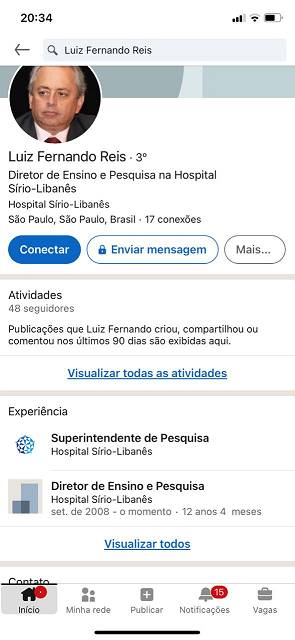 20:34
Luiz Fernando Reis
Luiz Fernando Reis · 3º
Diretor de Ensino e Pesquisa na Hospital
Sírio-Libanês
Hospital Sírio-Libanês
São Paulo, São Paulo, Brasil · 17 conexões
Conectar
Enviar mensagem
Mais...
Atividades
48 seguidores
Publicações que Luiz Fernando criou, compartilhou ou
comentou nos últimos 90 dias são exibidas aqui.
Visualizar todas as atividades
Experiência
Superintendente de Pesquisa
Hospital Sírio-Libanês
Diretor de Ensino e Pesquisa
Hospital Sírio-Libanês
set. de 2008 - o momento · 12 anos 4 meses
Visualizar todos
Contato
15
Início
Minha rede
Publicar
Notificações
Vagas